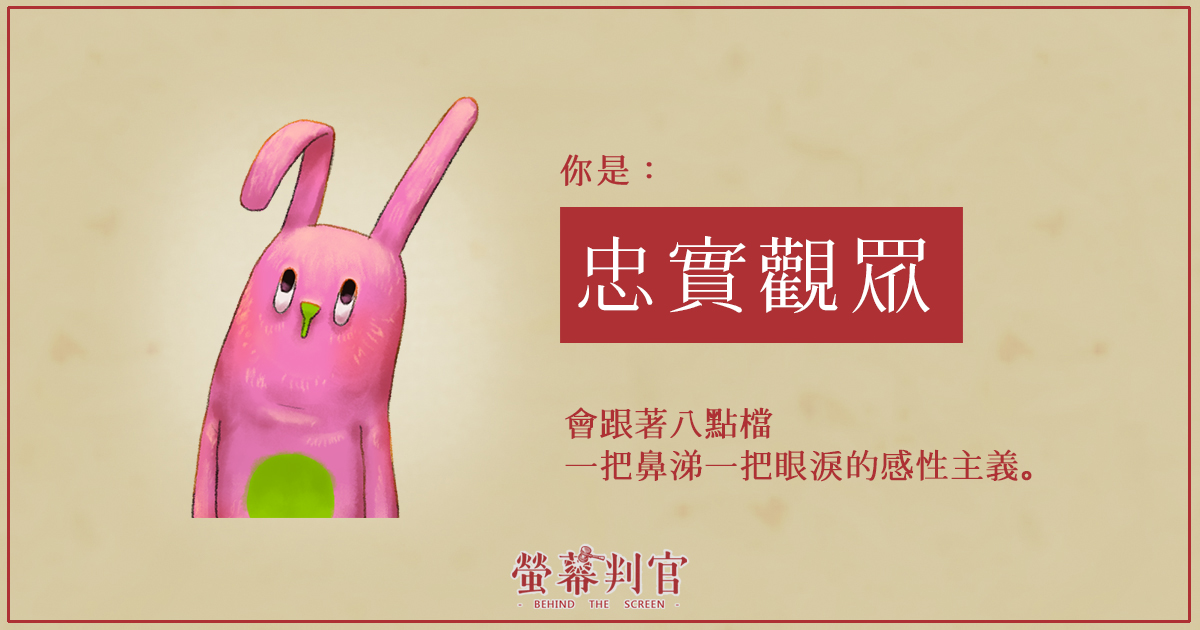 你是：
忠實觀眾
會跟著八點檔
一把鼻涕一把眼淚的感性主義。
螢幕判官
- BEHIND THE SCREEN -